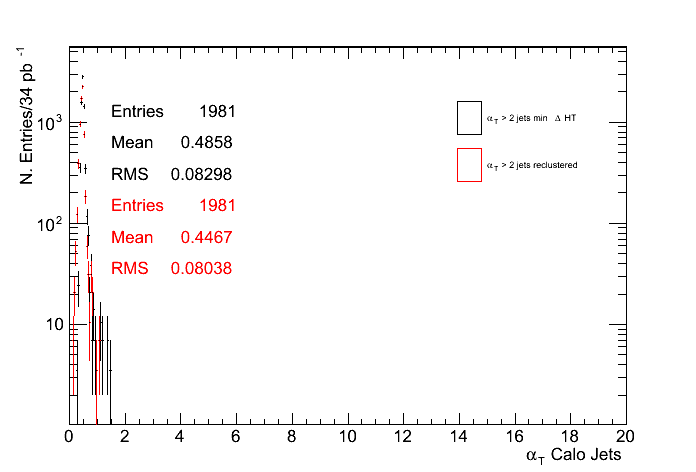 N. Entries/34 pb⁻¹
10³
10²
10
Entries 1981
Mean 0.4858
RMS 0.08298
Entries 1981
Mean 0.4467
RMS 0.08038
α_T > 2 jets min Δ HT
α_T > 2 jets reclustered
0 2 4 6 8 10 12 14 16 18 20
α_T Calo Jets